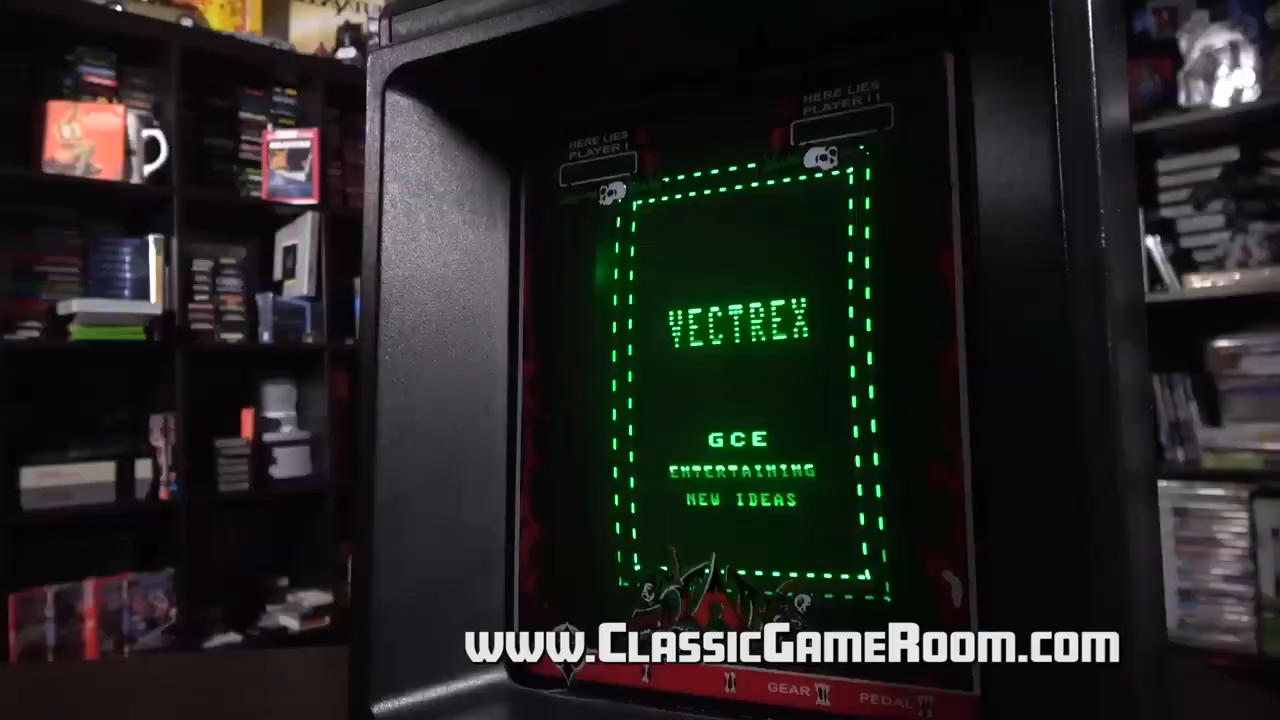 HERE LIES
PLAYER I
HERE LIES
PLAYER II
VECTREX
GCE
ENTERTAINING
NEW IDEAS
www.ClassicGameRoom.com
GEAR
PEDAL